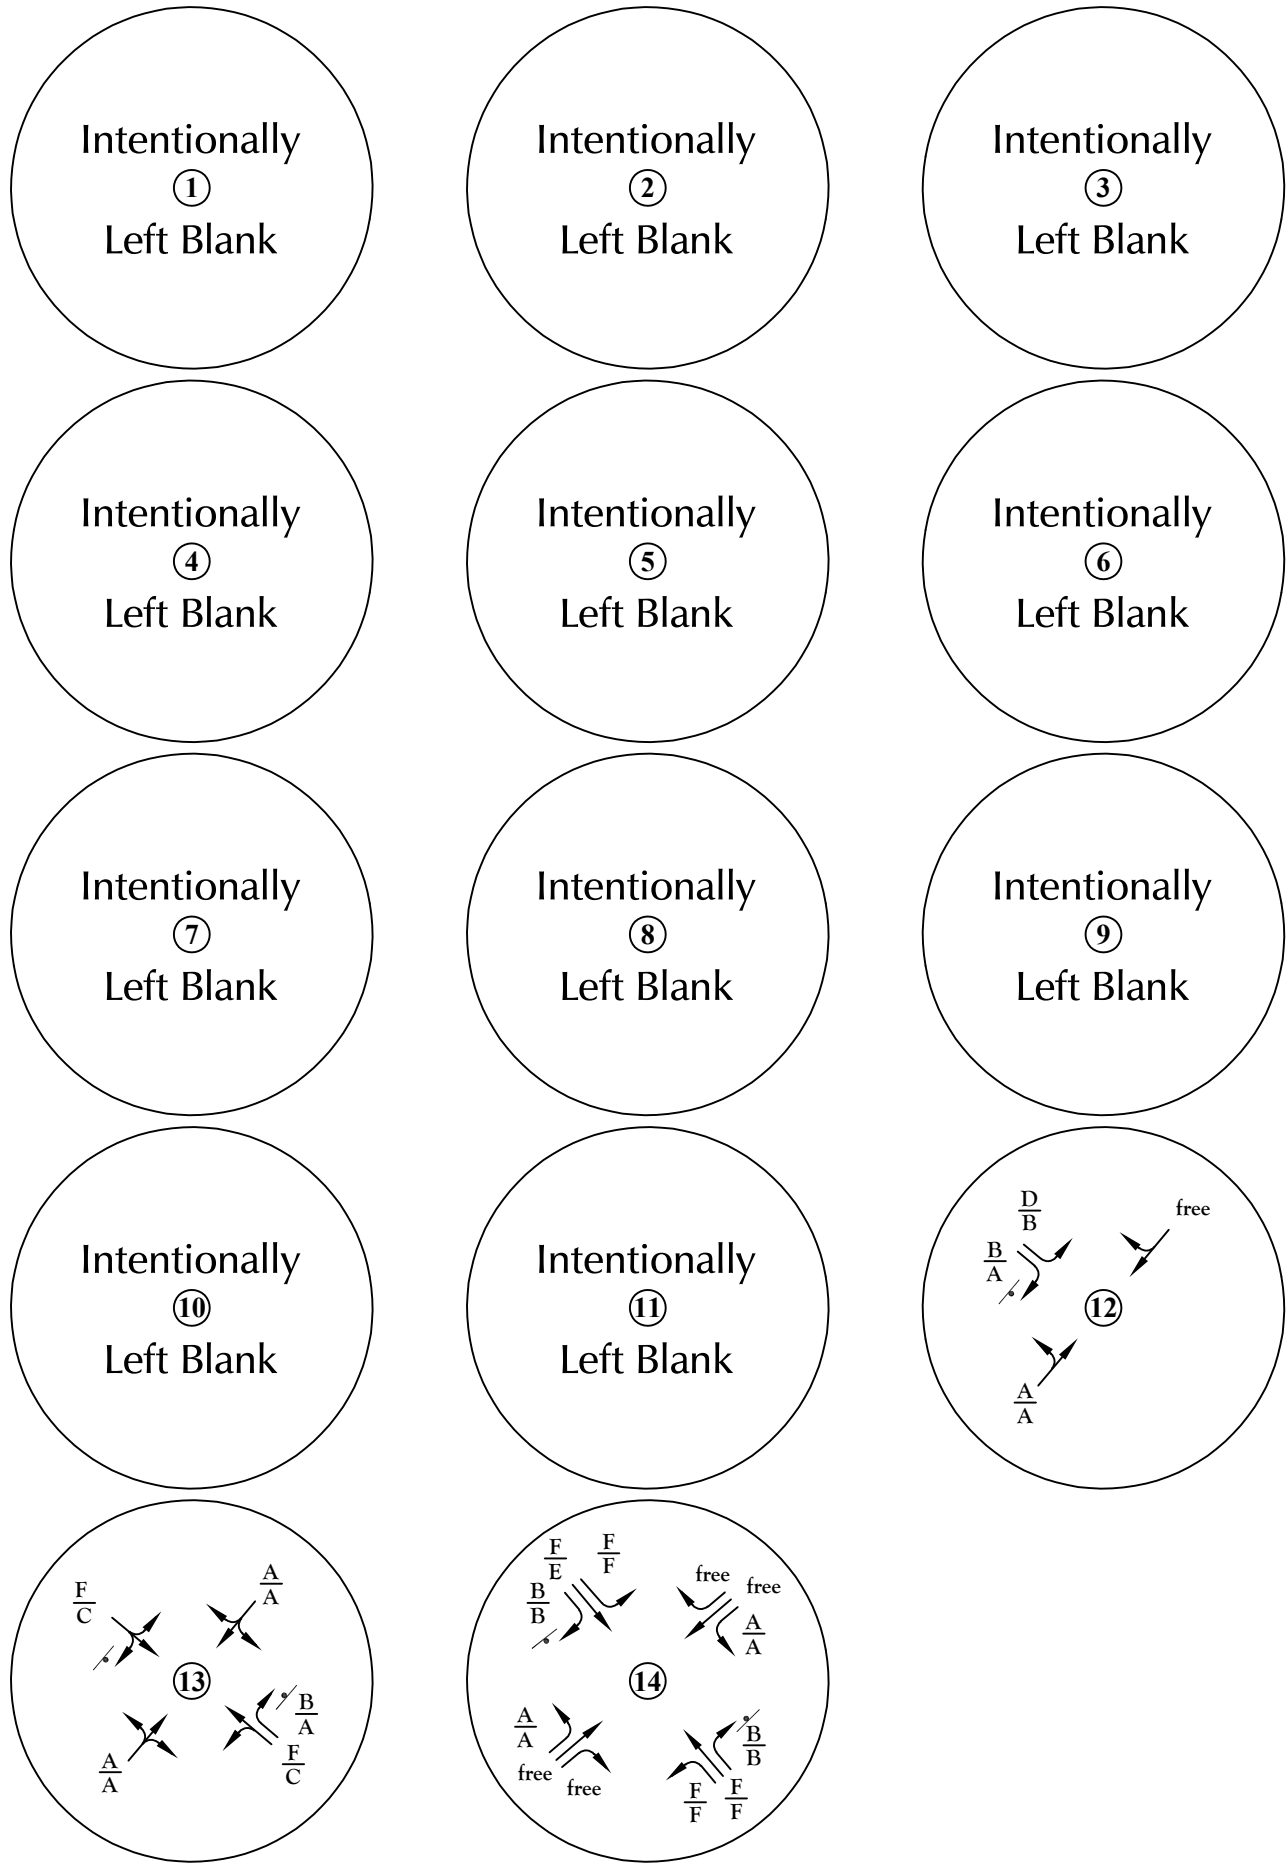 Intentionally
1
Left Blank
Intentionally
2
Left Blank
Intentionally
3
Left Blank
Intentionally
4
Left Blank
Intentionally
5
Left Blank
Intentionally
6
Left Blank
Intentionally
7
Left Blank
Intentionally
8
Left Blank
Intentionally
9
Left Blank
Intentionally
10
Left Blank
Intentionally
11
Left Blank
D
B
free
B
A
12
A
A
A
A
F
C
13
B
A
F
C
A
A
F
E
F
F
free
free
B
B
A
A
14
A
A
B
B
free
free
F
F
F
F